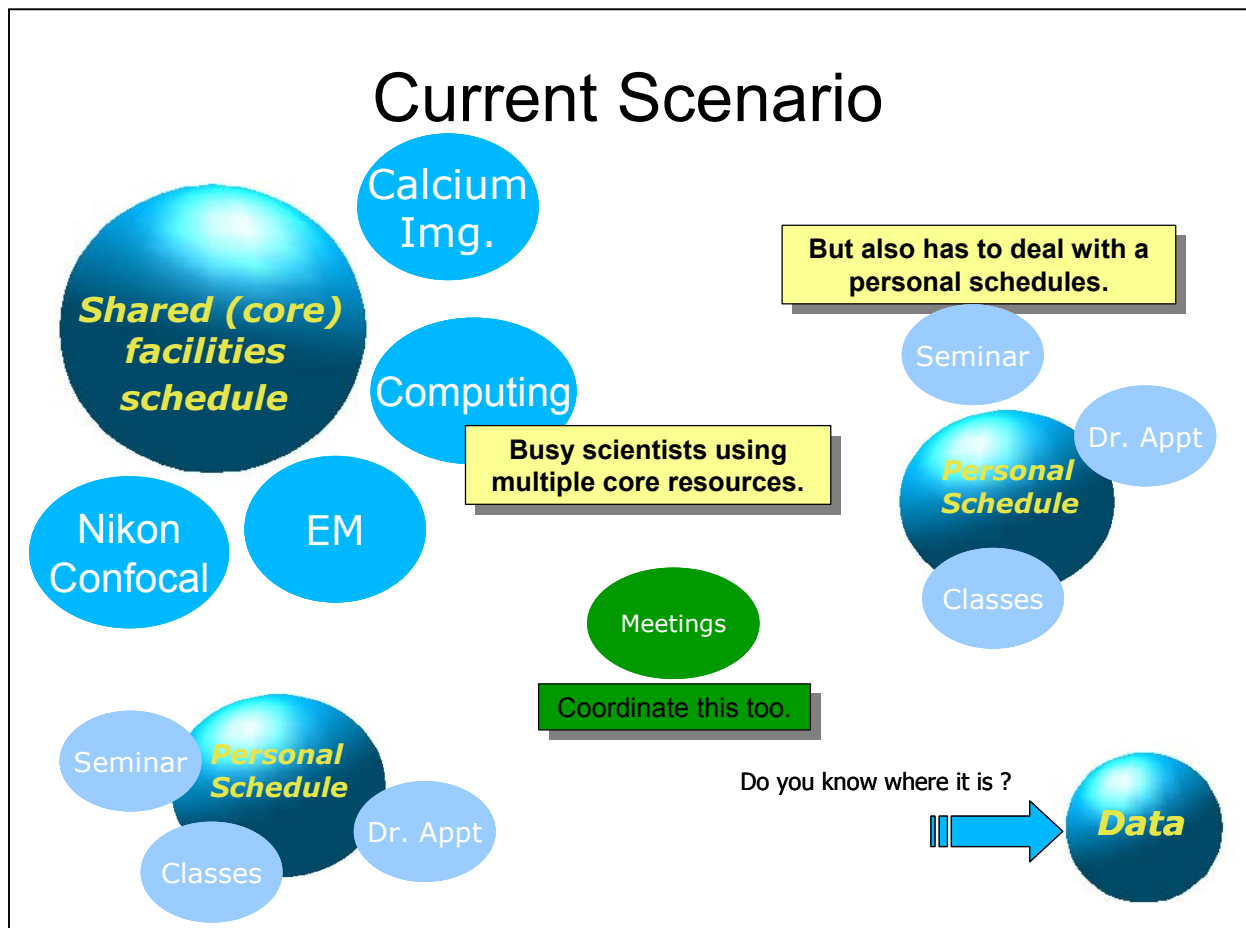 Current Scenario
Calcium
Img.
Shared (core)
facilities
schedule
Computing
Busy scientists using
multiple core resources.
Nikon
Confocal
EM
But also has to deal with a
personal schedules.
Seminar
Dr. Appt
Personal
Schedule
Classes
Meetings
Coordinate this too.
Seminar
Personal
Schedule
Dr. Appt
Classes
Do you know where it is ?
Data